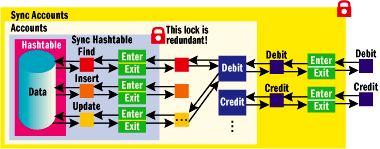 Sync Accounts
Accounts
Sync Hashtable
This lock is
redundant!
Hashtable
Find
Enter
Exit
Debit
Debit
Enter
Exit
Debit
Data
Insert
Enter
Exit
Credit
Credit
Enter
Exit
Credit
Update
Enter
Exit